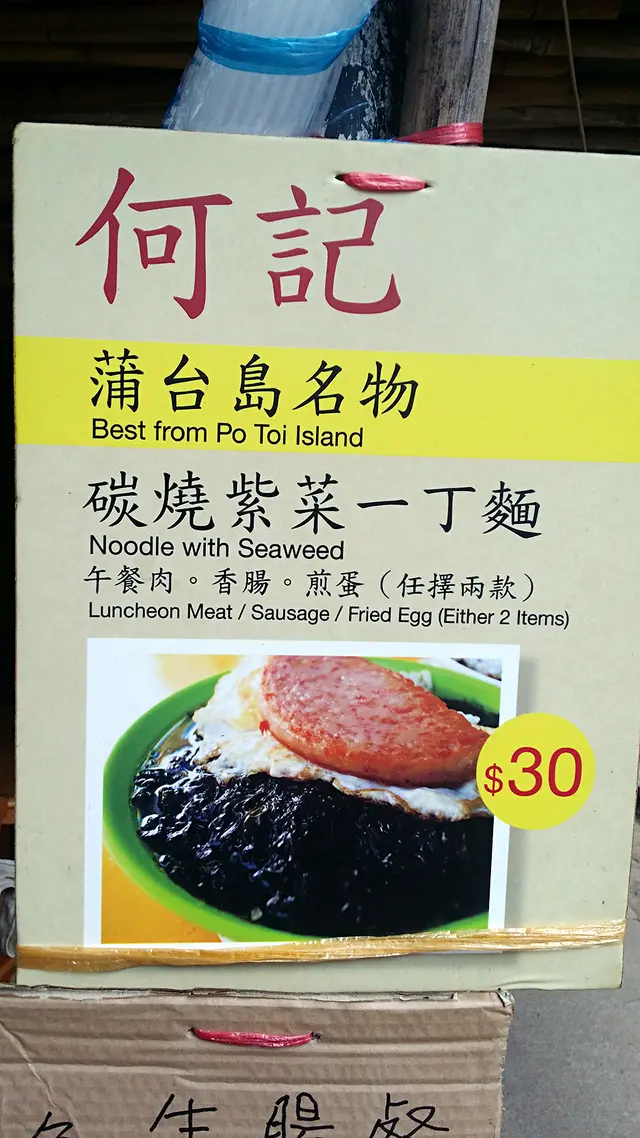 何記
蒲台島名物
Best from Po Toi Island
碳燒紫菜一丁麵
Noodle with Seaweed
午餐肉。香腸。煎蛋（任擇兩款）
Luncheon Meat / Sausage / Fried Egg (Either 2 Items)
$30